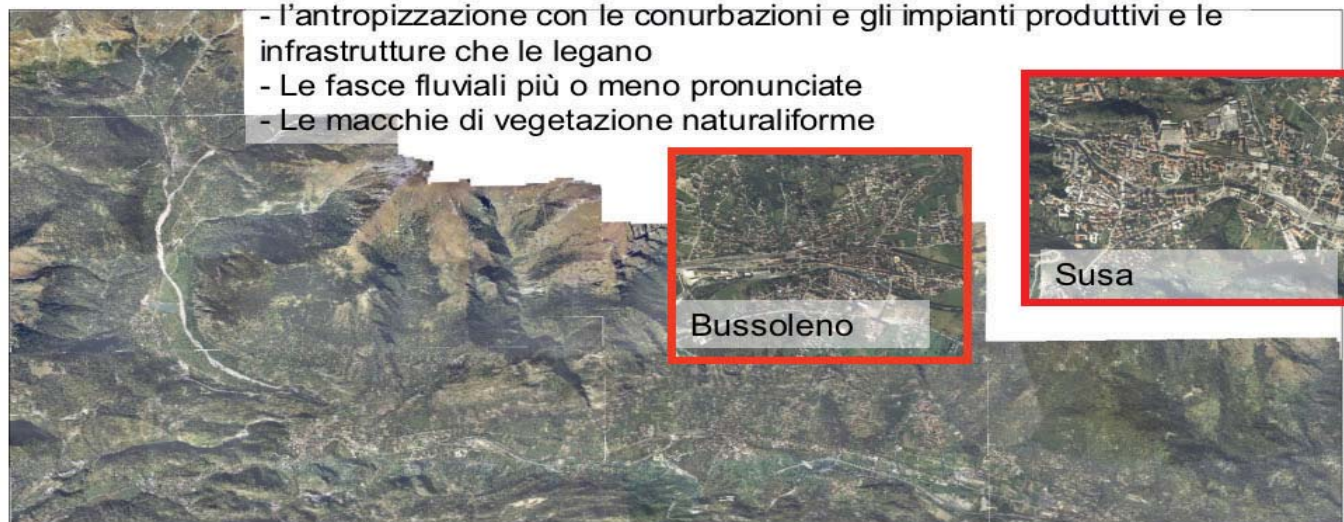 - l'antropizzazione con le conurbazioni e gli impianti produttivi e le
infrastrutture che le legano
- Le fasce fluviali più o meno pronunciate
- Le macchie di vegetazione naturaliforme
Susa
Bussoleno